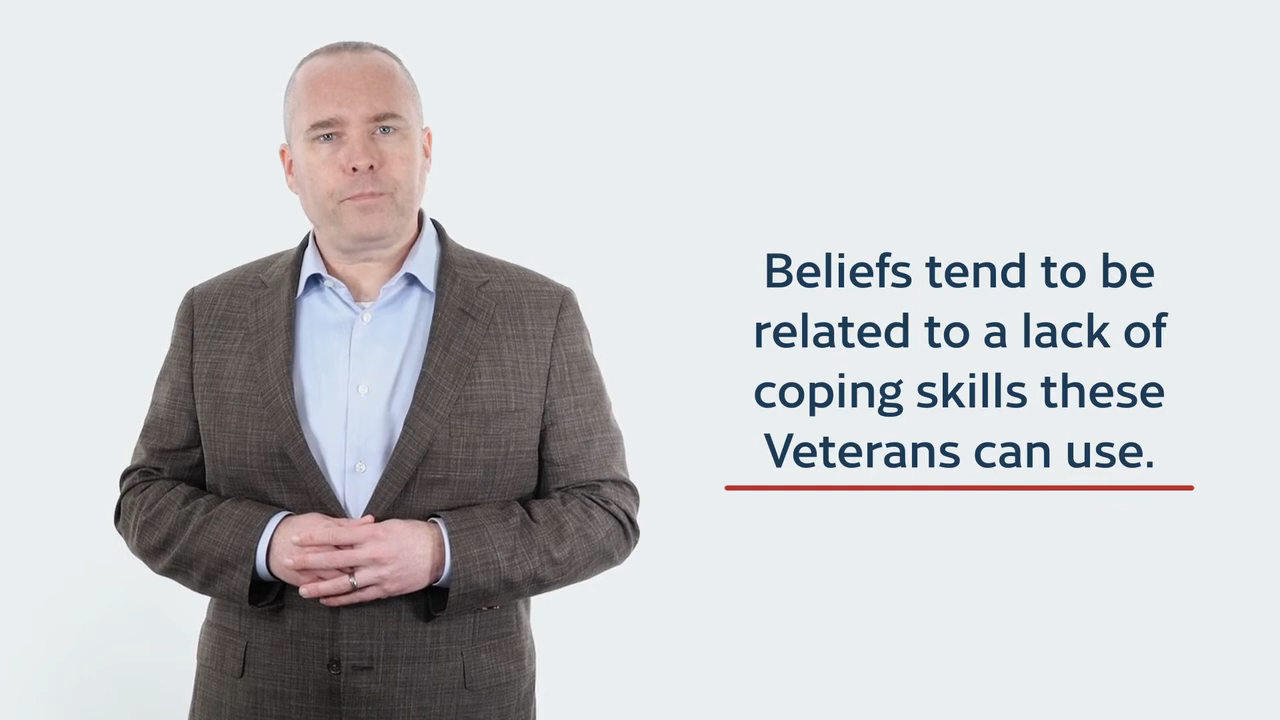 Beliefs tend to be
related to a lack of
coping skills these
Veterans can use.